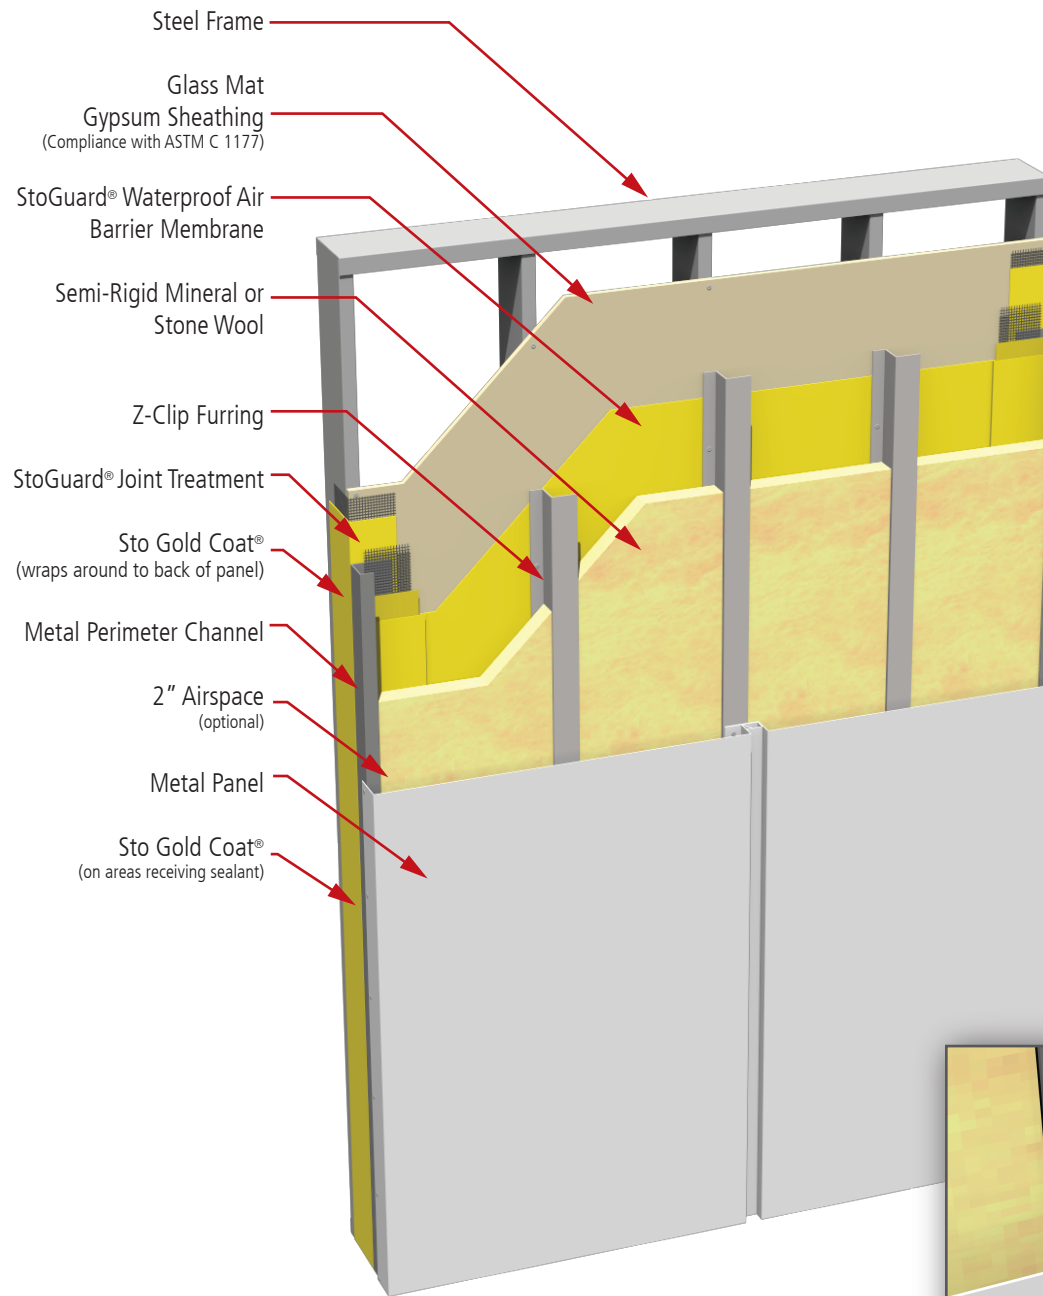 Steel Frame
Glass Mat
Gypsum Sheathing
(Compliance with ASTM C 1177)
StoGuard® Waterproof Air
Barrier Membrane
Semi-Rigid Mineral or
Stone Wool
Z-Clip Furring
StoGuard® Joint Treatment
Sto Gold Coat®
(wraps around to back of panel)
Metal Perimeter Channel
2” Airspace
(optional)
Metal Panel
Sto Gold Coat®
(on areas receiving sealant)